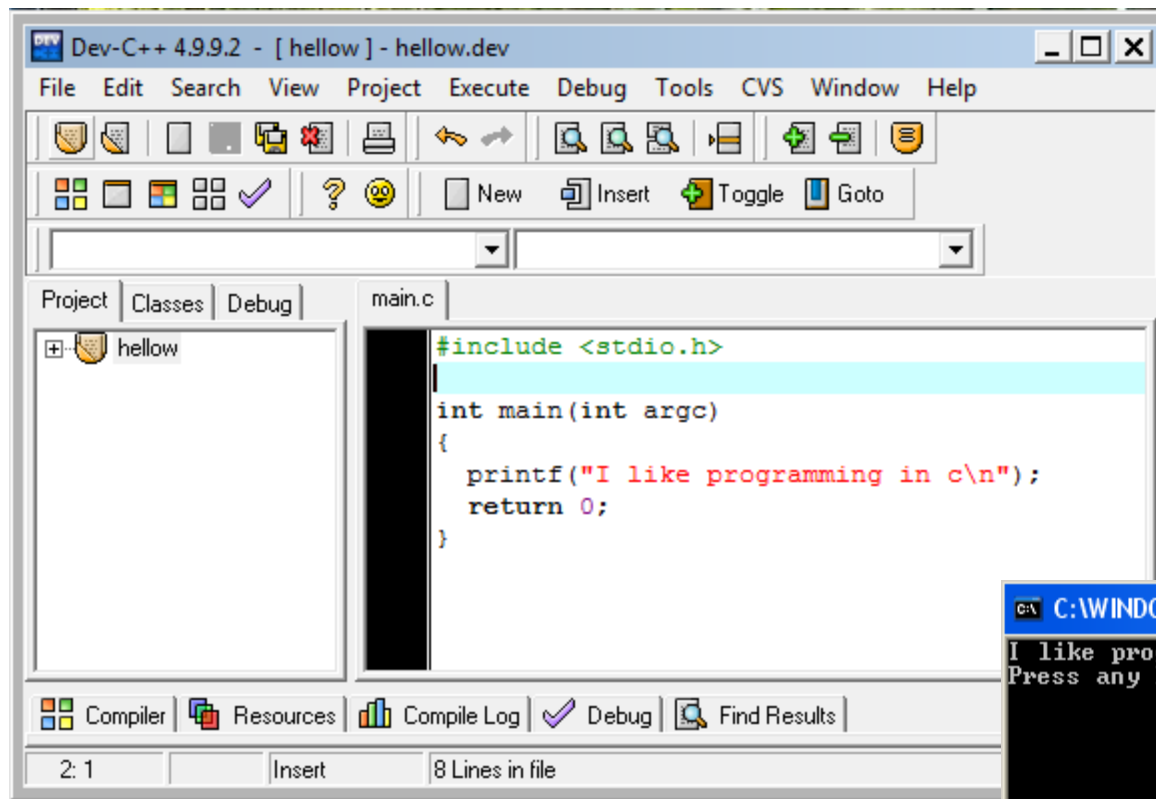 Dev-C++ 4.9.9.2 - [ hellow ] - hellow.dev
File Edit Search View Project Execute Debug Tools CVS Window Help
New Insert Toggle Goto
Project Classes Debug
main.c
hellow
#include <stdio.h>
int main(int argc)
{
printf("I like programming in c\n");
return 0;
}
C:\WINDO
I like pro
Press any
Compiler Resources Compile Log Debug Find Results
2: 1 Insert 8 Lines in file